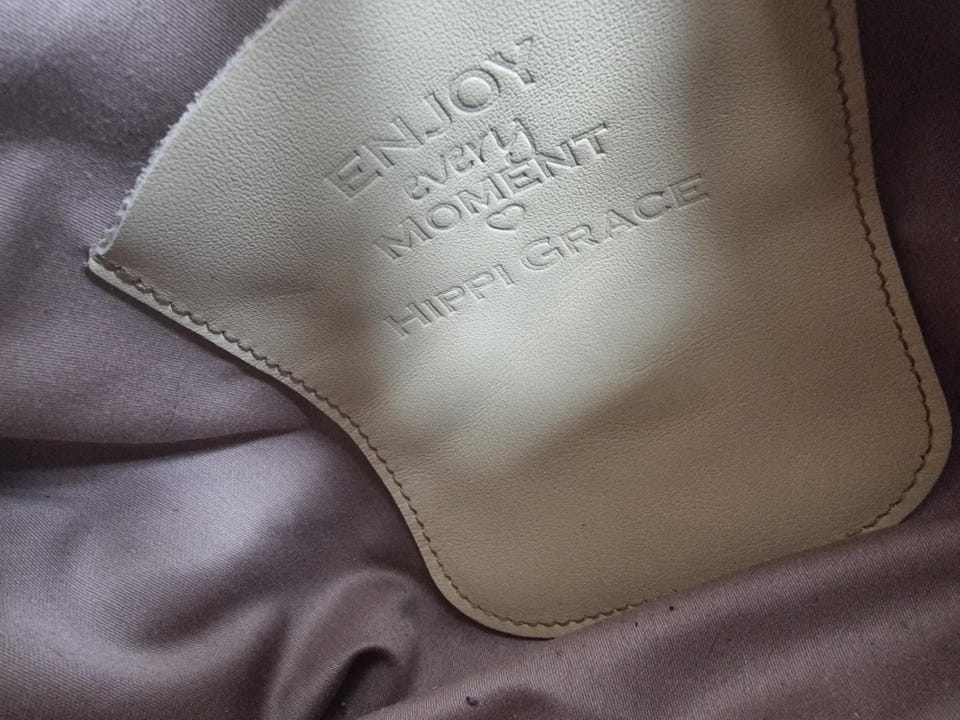 ENJOY
every
MOMENT
HIPPI GRACE